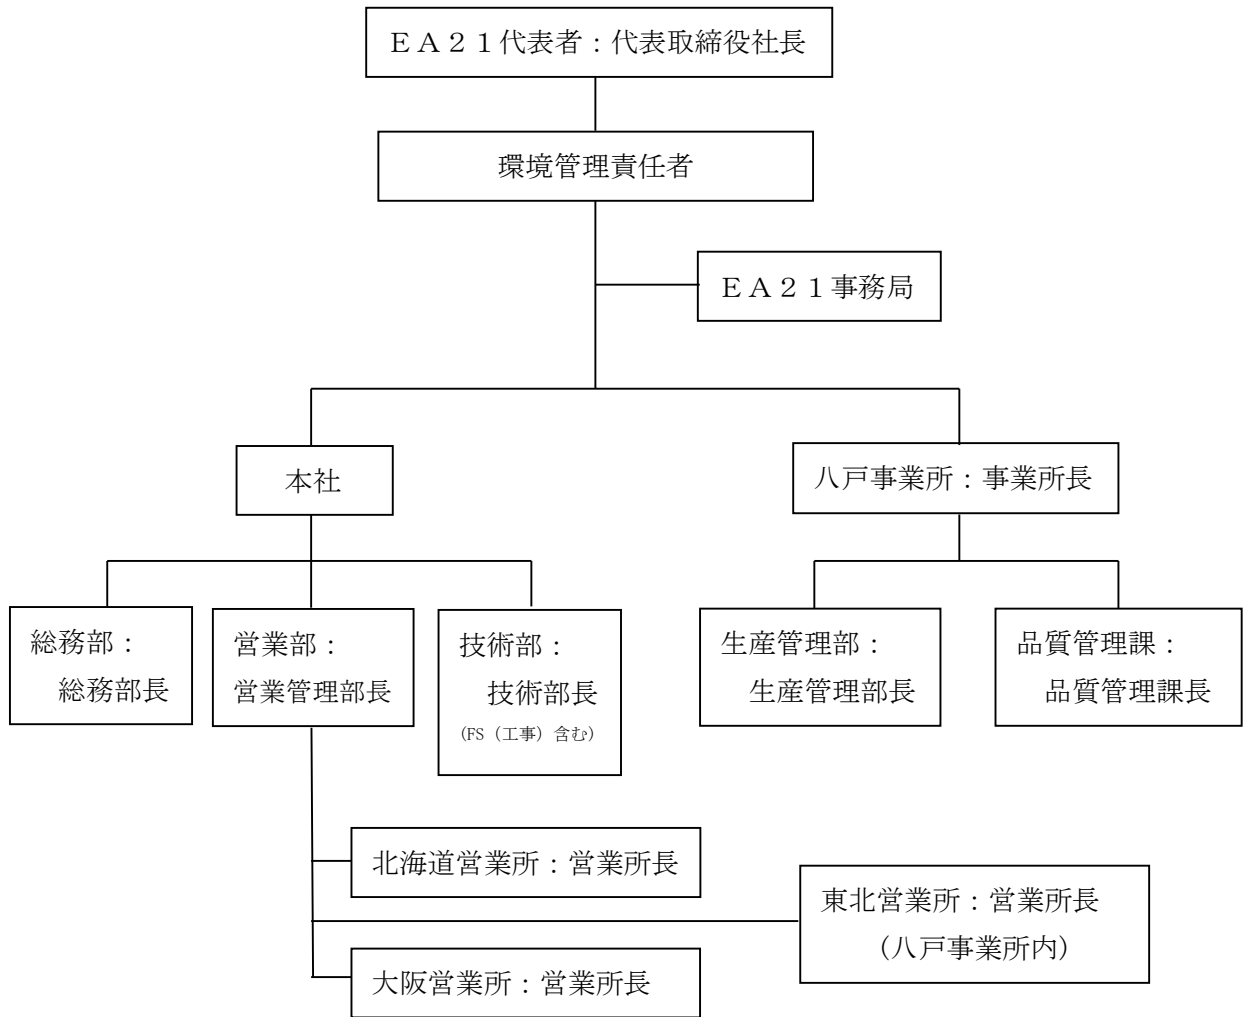 ＥＡ２１代表者：代表取締役社長
環境管理責任者
ＥＡ２１事務局
本社
八戸事業所：事業所長
総務部：
総務部長
営業部：
営業管理部長
技術部：
技術部長
(FS（工事）含む）
生産管理部：
生産管理部長
品質管理課：
品質管理課長
北海道営業所：営業所長
東北営業所：営業所長
（八戸事業所内）
大阪営業所：営業所長